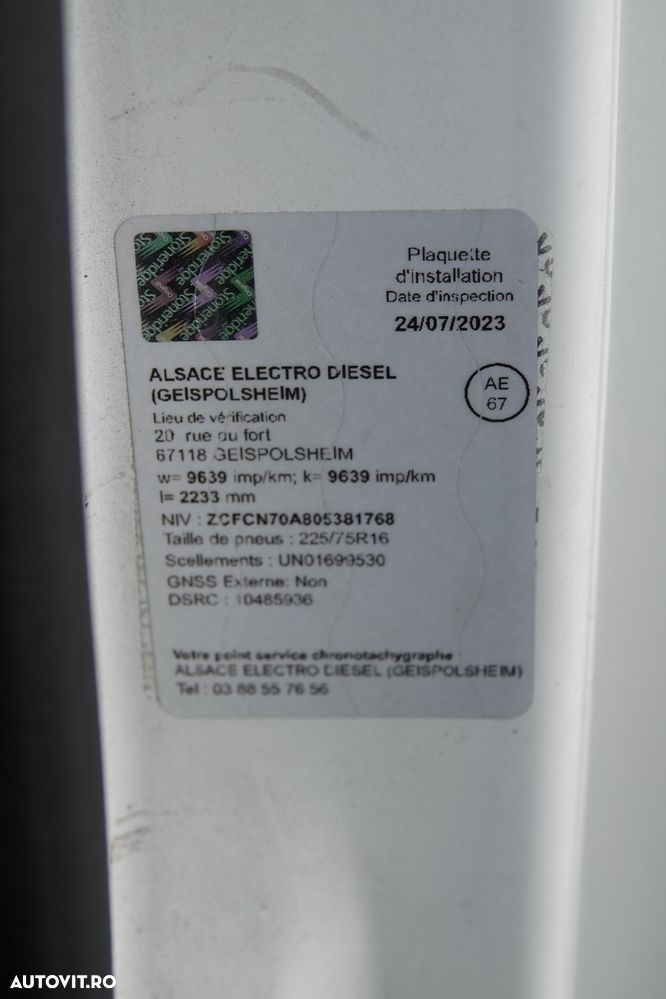 Stoneridge
Plaquette
d'installation
Date d'inspection
24/07/2023
ALSACE ELECTRO DIESEL
(GEISPOLSHEIM)
AE
67
Lieu de vérification
20 rue du fort
67118 GEISPOLSHEIM
w= 9639 imp/km; k= 9639 imp/km
l= 2233 mm
NIV : ZCFCN70A805381768
Taille de pneus : 225/75R16
Scellements : UN01699530
GNSS Externe: Non
DSRC : 10485936
Votre point service chronotachygraphe
ALSACE ELECTRO DIESEL (GEISPOLSHEIM)
Tel : 03 88 55 76 56
AUTOVIT.RO